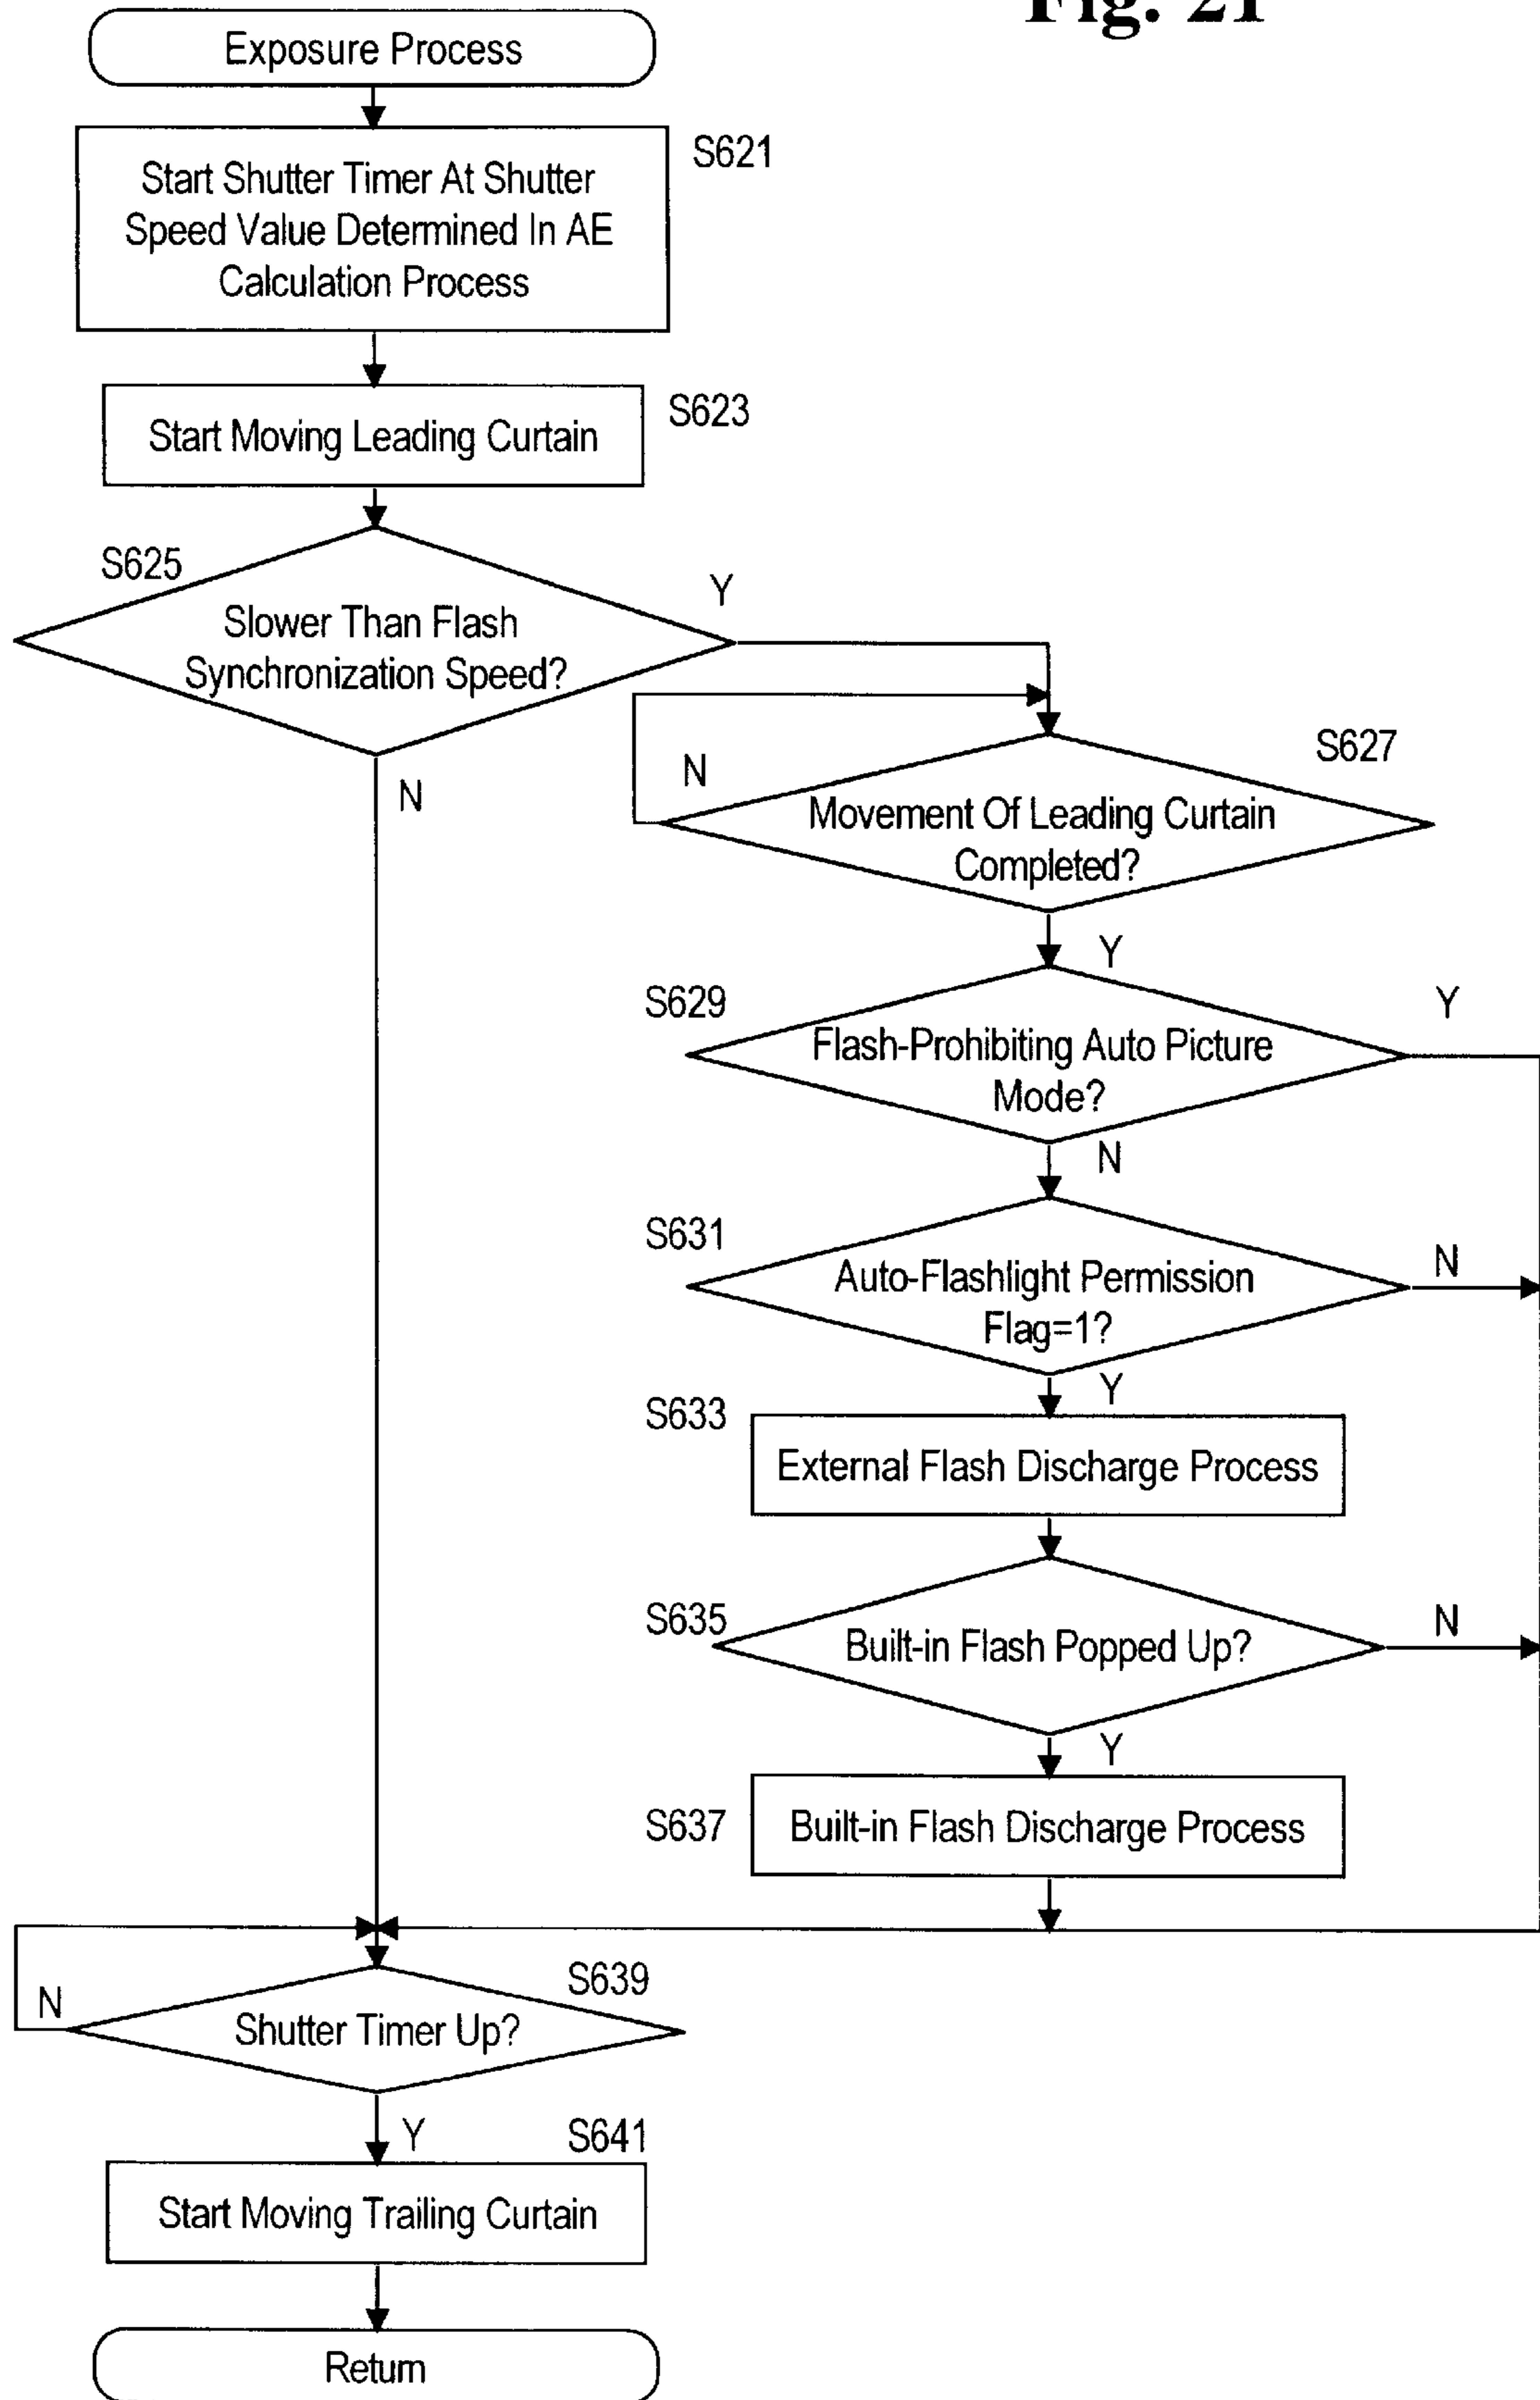 Fig. 21
Exposure Process
S621
Start Shutter Timer At Shutter
Speed Value Determined In AE
Calculation Process
S623
Start Moving Leading Curtain
S625
Y
Slower Than Flash
Synchronization Speed?
N
S627
N
Movement Of Leading Curtain
Completed?
Y
S629
Y
Flash-Prohibiting Auto Picture
Mode?
N
S631
N
Auto-Flashlight Permission
Flag=1?
Y
S633
External Flash Discharge Process
S635
N
Built-in Flash Popped Up?
Y
S637
Built-in Flash Discharge Process
S639
N
Shutter Timer Up?
Y
S641
Start Moving Trailing Curtain
Return